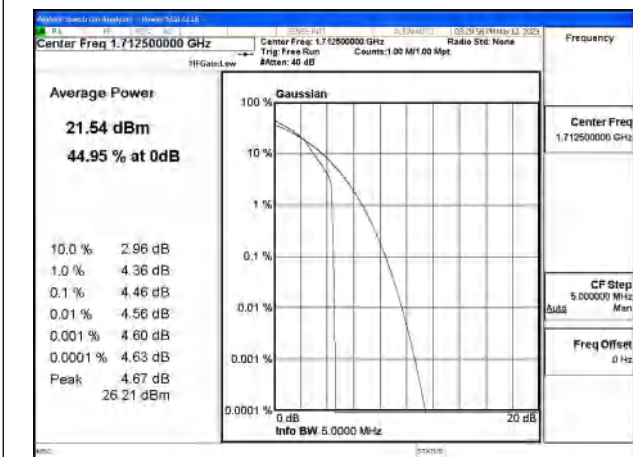 Center Freq 1.712500000 GHz
Center Freq: 1.712500000 GHz
Radio Std: None
Trig: Free Run
Counts:1.00 M/1.00 Mpt
#IFGain:Low
#Atten: 40 dB
Frequency
Average Power
21.54 dBm
44.95 % at 0dB
10.0 % 2.96 dB
1.0 % 4.36 dB
0.1 % 4.46 dB
0.01 % 4.56 dB
0.001 % 4.60 dB
0.0001 % 4.63 dB
Peak 4.67 dB
26.21 dBm
Gaussian
100 %
10 %
1 %
0.1 %
0.01 %
0.001 %
0.0001 %
0 dB
20 dB
Info BW 5.0000 MHz
Center Freq
1.712500000 GHz
CF Step
5.000000 MHz
Auto Man
Freq Offset
0 Hz
MSG
STATUS